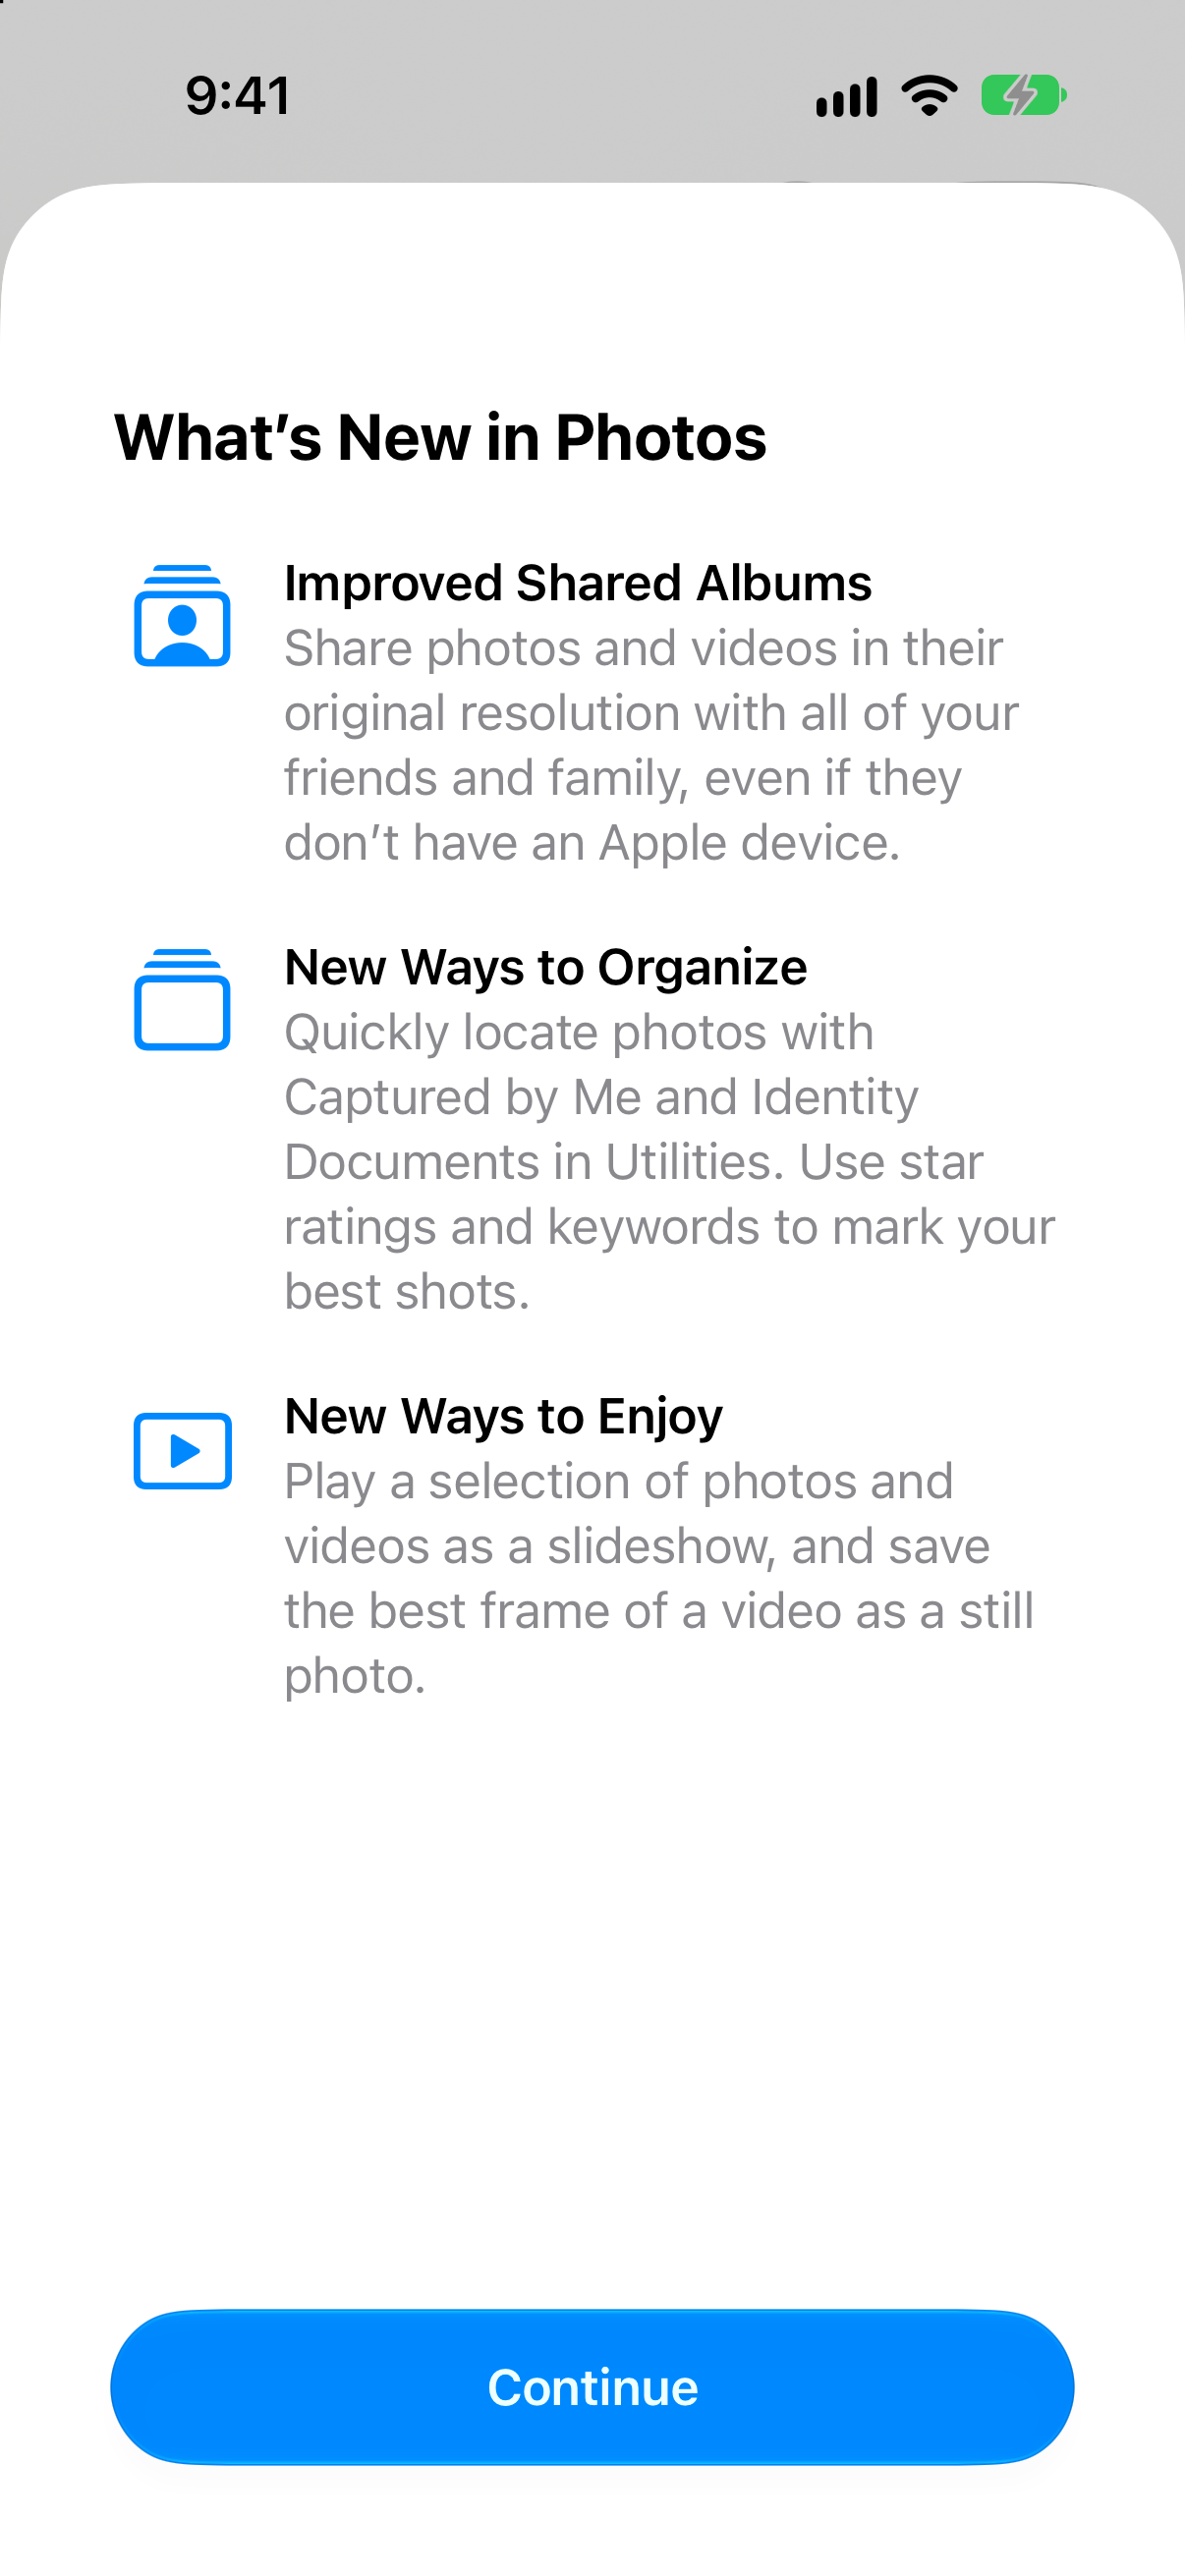 9:41
What’s New in Photos
Improved Shared Albums
Share photos and videos in their
original resolution with all of your
friends and family, even if they
don’t have an Apple device.
New Ways to Organize
Quickly locate photos with
Captured by Me and Identity
Documents in Utilities. Use star
ratings and keywords to mark your
best shots.
New Ways to Enjoy
Play a selection of photos and
videos as a slideshow, and save
the best frame of a video as a still
photo.
Continue